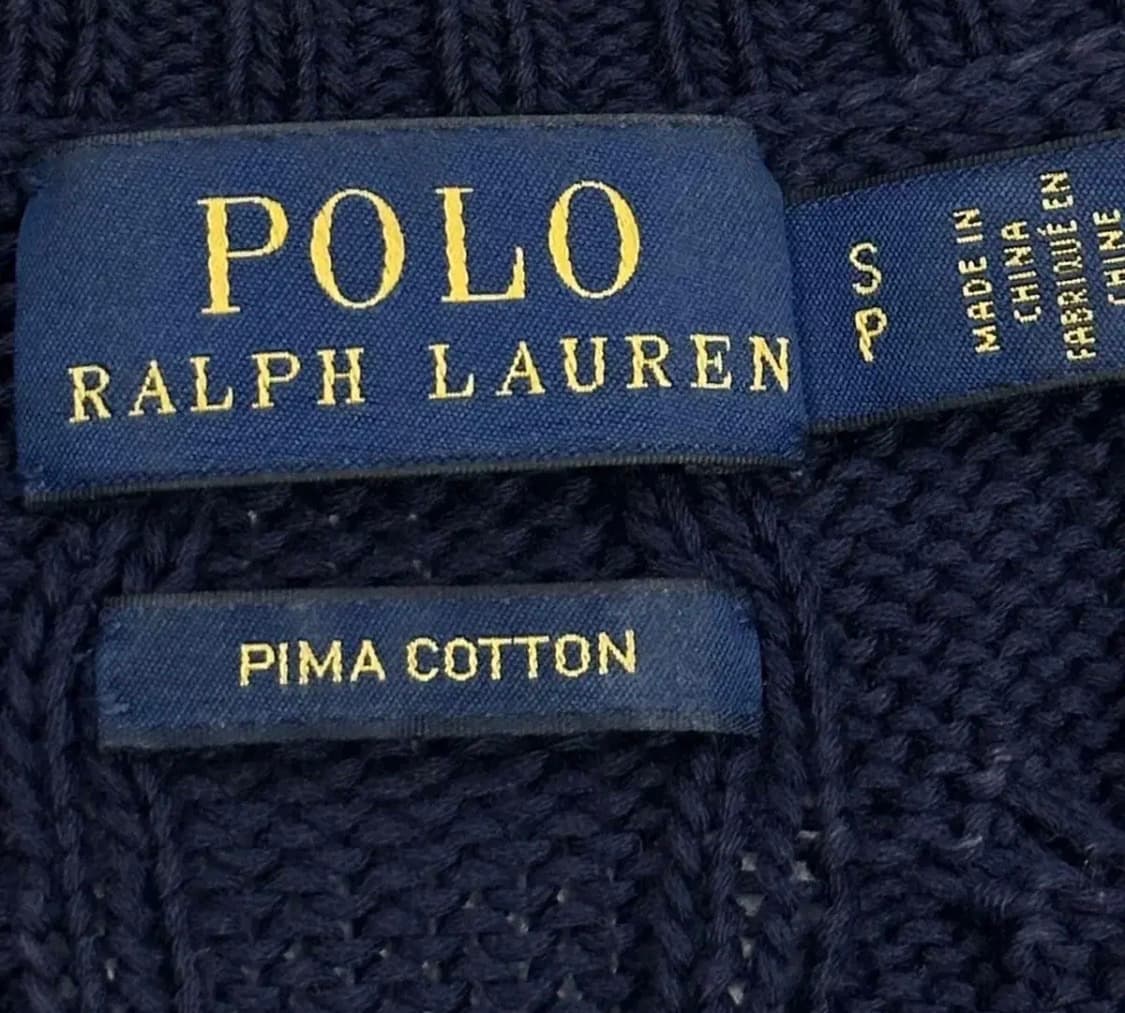 POLO
RALPH LAUREN
S
P
MADE IN
CHINA
FABRIQUÉ EN
CHINE
PIMA COTTON